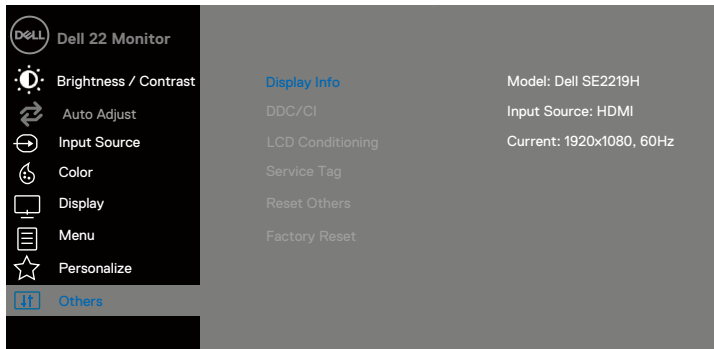 DELL
Dell 22 Monitor
Brightness / Contrast
Auto Adjust
Input Source
Color
Display
Menu
Personalize
Others
Display Info
DDC/CI
LCD Conditioning
Service Tag
Reset Others
Factory Reset
Model: Dell SE2219H
Input Source: HDMI
Current: 1920x1080, 60Hz